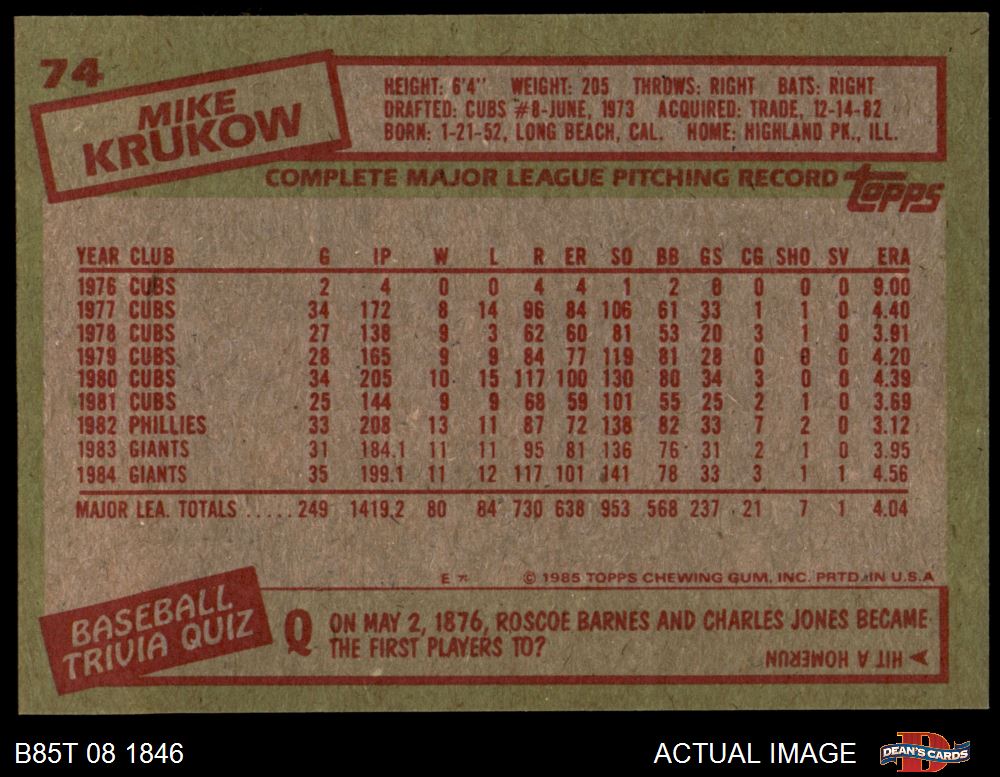 74
MIKE
KRUKOW
HEIGHT: 6'4" WEIGHT: 205 THROWS: RIGHT BATS: RIGHT
DRAFTED: CUBS #8-JUNE, 1973 ACQUIRED: TRADE, 12-14-82
BORN: 1-21-52, LONG BEACH, CAL. HOME: HIGHLAND PK., ILL.
COMPLETE MAJOR LEAGUE PITCHING RECORD topps
YEAR CLUB G IP W L R ER SO BB GS CG SHO SV ERA
1976 CUBS 2 4 0 0 4 4 1 2 0 0 0 0 9.00
1977 CUBS 34 172 8 14 96 84 106 61 33 1 1 0 4.40
1978 CUBS 27 138 9 3 62 60 81 53 20 3 1 0 3.91
1979 CUBS 28 165 9 9 84 77 119 81 28 0 0 0 4.20
1980 CUBS 34 205 10 15 117 100 130 80 34 3 0 0 4.39
1981 CUBS 25 144 9 9 68 59 101 55 25 2 1 0 3.69
1982 PHILLIES 33 208 13 11 87 72 138 82 33 7 2 0 3.12
1983 GIANTS 31 184.1 11 11 95 81 136 76 31 2 1 0 3.95
1984 GIANTS 35 199.1 11 12 117 101 141 78 33 3 1 1 4.56
MAJOR LEA. TOTALS ..... 249 1419.2 80 84 730 638 953 568 237 21 7 1 4.04
© 1985 TOPPS CHEWING GUM, INC. PRTD. IN U.S.A
BASEBALL
TRIVIA QUIZ
Q ON MAY 2, 1876, ROSCOE BARNES AND CHARLES JONES BECAME
THE FIRST PLAYERS TO?
HIT A HOMERUN
B85T 08 1846
ACTUAL IMAGE
D
DEAN'S CARDS